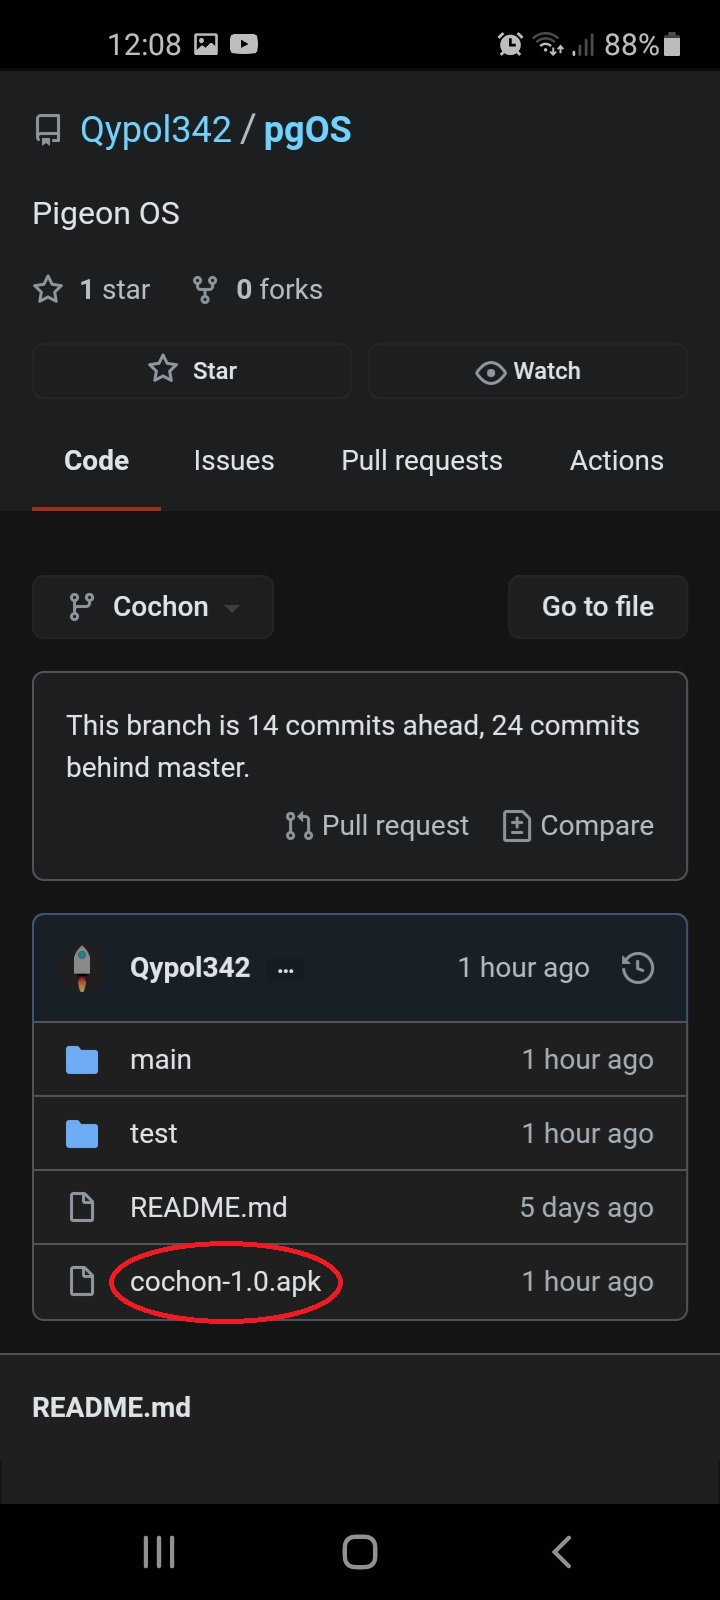 12:08 88%
Qypol342 / pgOS
Pigeon OS
1 star 0 forks
Star Watch
Code Issues Pull requests Actions
Cochon Go to file
This branch is 14 commits ahead, 24 commits
behind master.
Pull request Compare
Qypol342 ... 1 hour ago
main 1 hour ago
test 1 hour ago
README.md 5 days ago
cochon-1.0.apk 1 hour ago
README.md